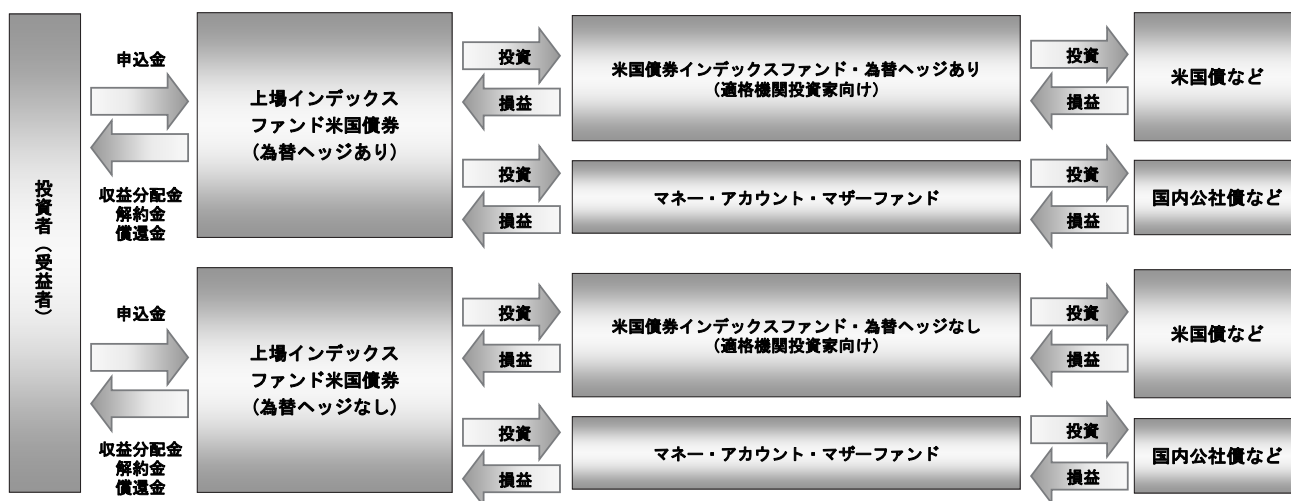 投資者（受益者）
申込金
収益分配金
解約金
償還金
上場インデックス
ファンド米国債券
(為替ヘッジあり)
投資
損益
米国債券インデックスファンド・為替ヘッジあり
(適格機関投資家向け)
投資
損益
米国債など
投資
損益
マネー・アカウント・マザーファンド
投資
損益
国内公社債など
申込金
収益分配金
解約金
償還金
上場インデックス
ファンド米国債券
(為替ヘッジなし)
投資
損益
米国債券インデックスファンド・為替ヘッジなし
(適格機関投資家向け)
投資
損益
米国債など
投資
損益
マネー・アカウント・マザーファンド
投資
損益
国内公社債など